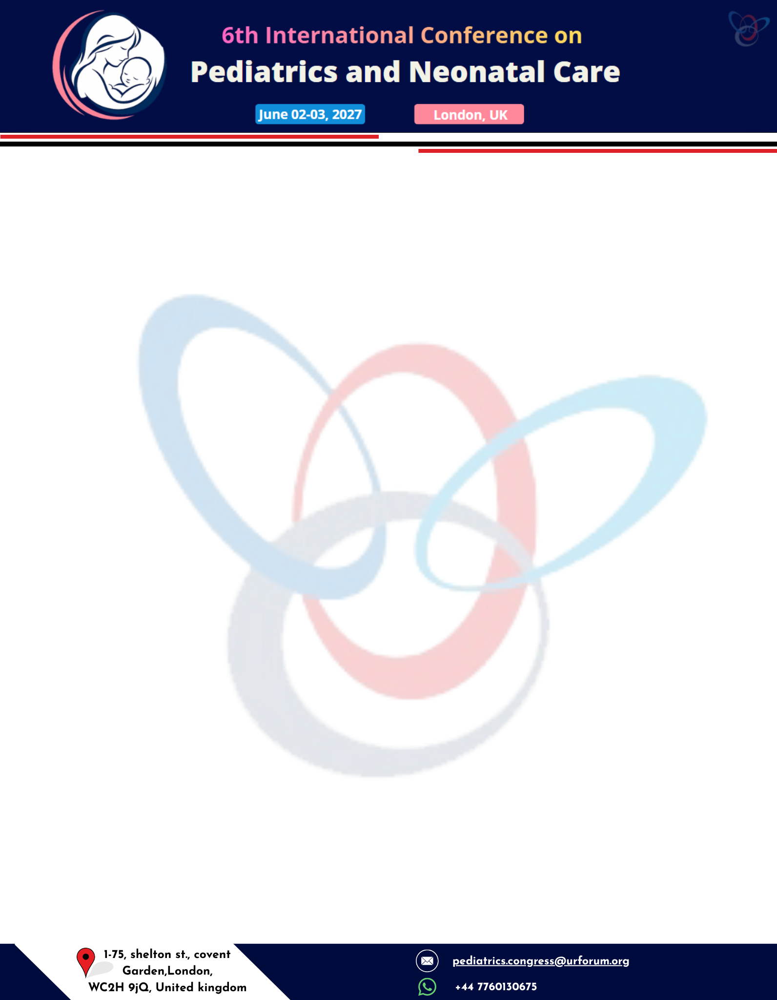 6th International Conference on
Pediatrics and Neonatal Care
June 02-03, 2027
London, UK
1-75, shelton st., covent
Garden,London,
WC2H 9jQ, United kingdom
pediatrics.congress@urforum.org
+44 7760130675